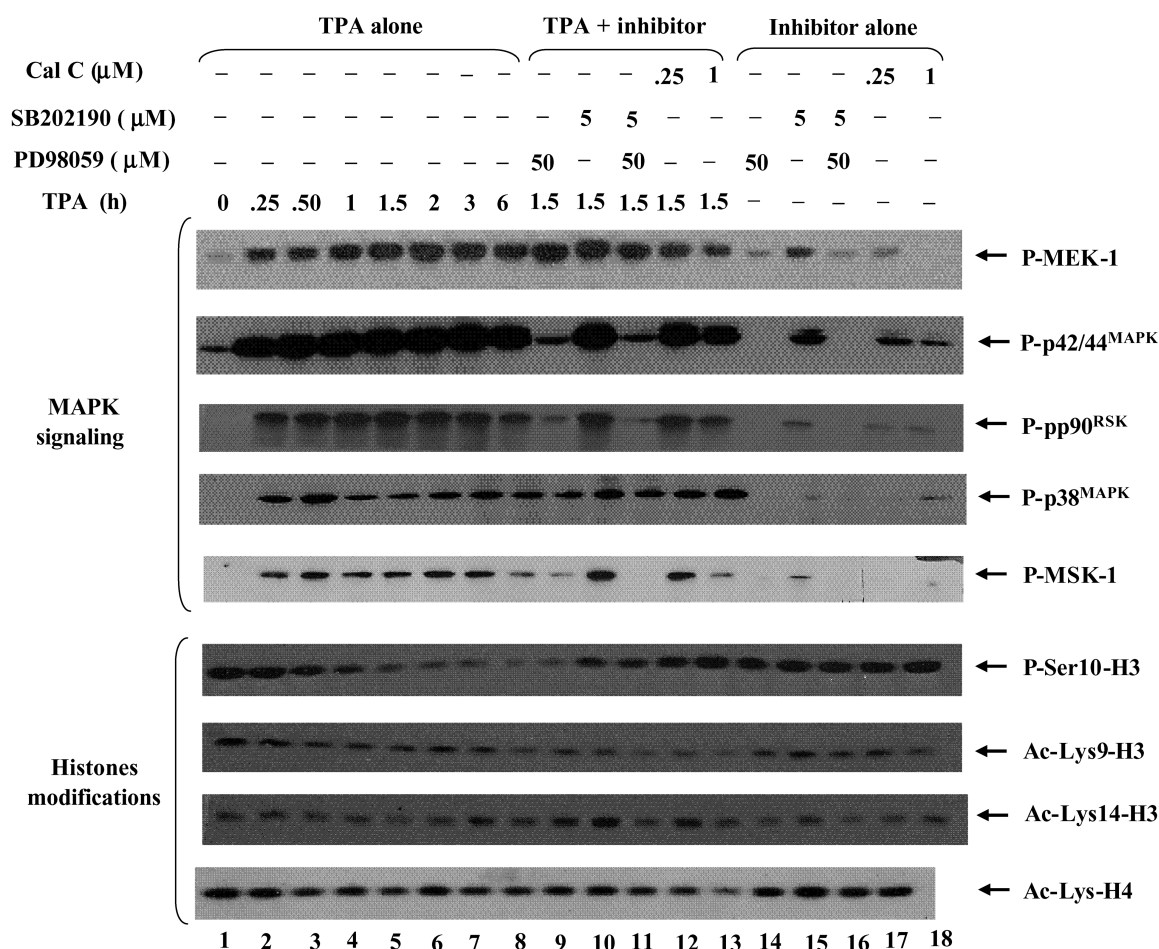 TPA alone TPA + inhibitor Inhibitor alone
Cal C (μM) – – – – – – – – – – – .25 1 – – – .25 1
SB202190 ( μM) – – – – – – – – – 5 5 – – – 5 5 – –
PD98059 ( μM) – – – – – – – – 50 – 50 – – 50 – 50 – –
TPA (h) 0 .25 .50 1 1.5 2 3 6 1.5 1.5 1.5 1.5 1.5 – – – – –
P-MEK-1
P-p42/44MAPK
MAPK
signaling
P-pp90RSK
P-p38MAPK
P-MSK-1
P-Ser10-H3
Ac-Lys9-H3
Histones
modifications
Ac-Lys14-H3
Ac-Lys-H4
1 2 3 4 5 6 7 8 9 10 11 12 13 14 15 16 17 18